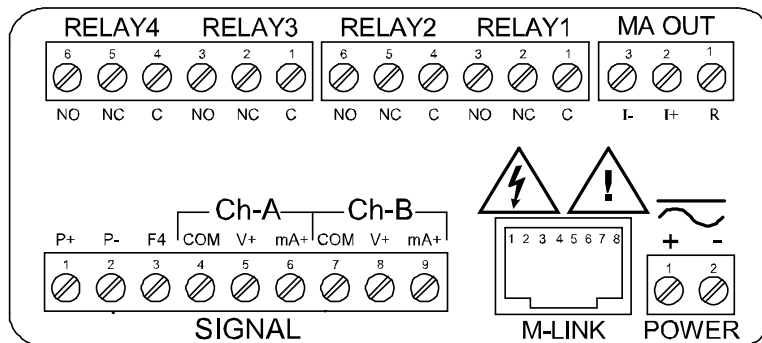 RELAY4 RELAY3 RELAY2 RELAY1 MA OUT
6 5 4 3 2 1 6 5 4 3 2 1 3 2 1
NO NC C NO NC C NO NC C NO NC C I- I+ R
Ch-A Ch-B
P+ P- F4 COM V+ mA+ COM V+ mA+
1 2 3 4 5 6 7 8 9
SIGNAL
1 2 3 4 5 6 7 8
M-LINK
+ -
1 2
POWER